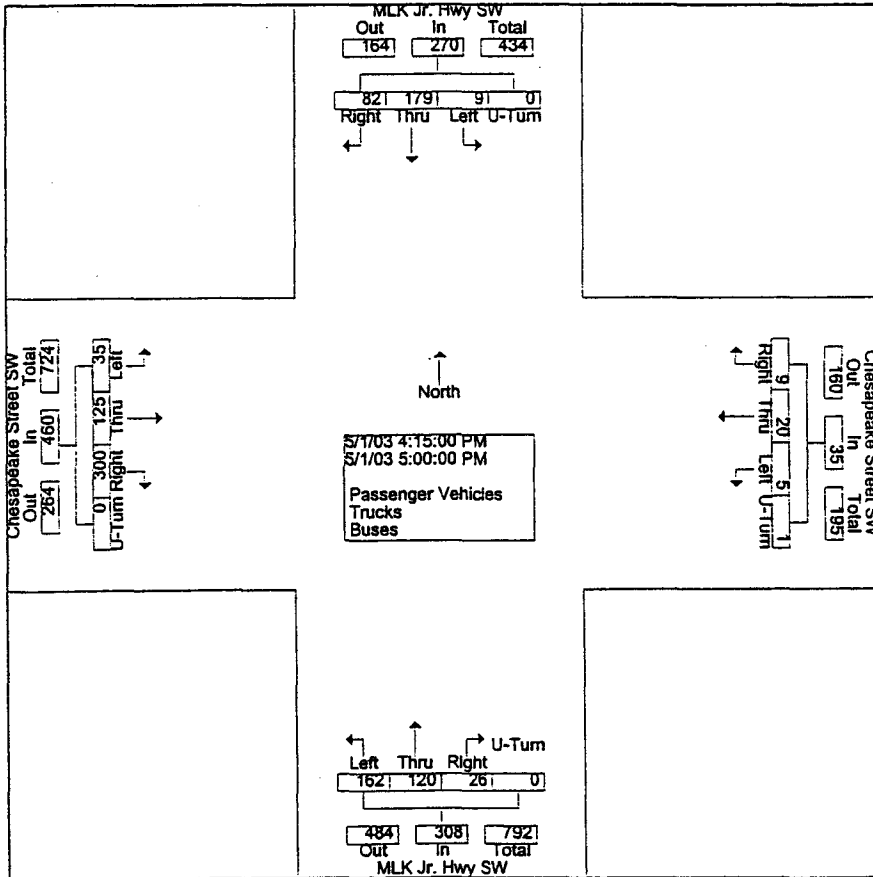 MLK Jr. Hwy SW
Out In Total
164 270 434
82 179 9 0
Right Thru Left U-Turn
Chesapeake Street SW
Total In Out
724 460 264
35 125 300 0
Left Thru Right U-Turn
North
5/1/03 4:15:00 PM
5/1/03 5:00:00 PM
Passenger Vehicles
Trucks
Buses
Chesapeake Street SW
Out In Total
160 35 195
9 20 5 1
Right Thru Left U-Turn
U-Turn
Left Thru Right
162 120 26 0
484 308 792
Out In Total
MLK Jr. Hwy SW